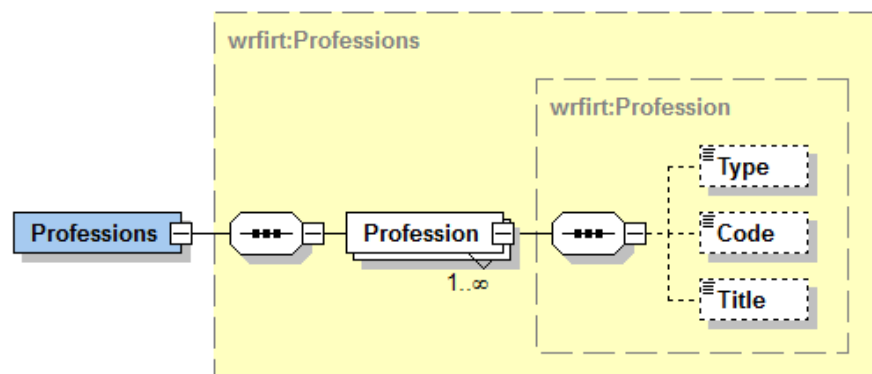 wrfirt:Professions
wrfirt:Profession
Type
Professions
Profession
Code
1..∞
Title